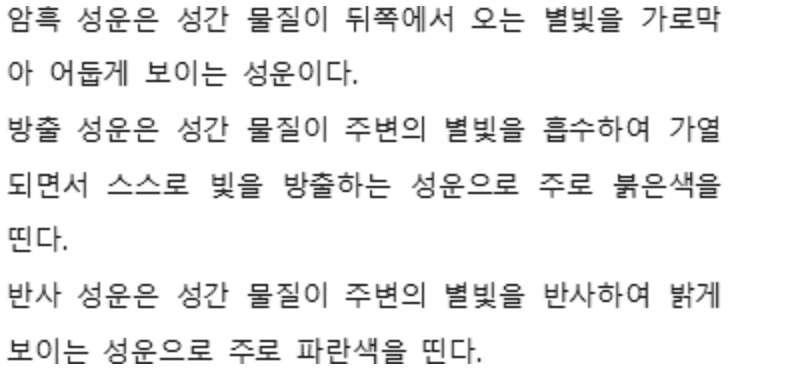 암흑 성운은 성간 물질이 뒤쪽에서 오는 별빛을 가로막
아 어둡게 보이는 성운이다.
방출 성운은 성간 물질이 주변의 별빛을 흡수하여 가열
되면서 스스로 빛을 방출하는 성운으로 주로 붉은색을
띤다.
반사 성운은 성간 물질이 주변의 별빛을 반사하여 밝게
보이는 성운으로 주로 파란색을 띤다.